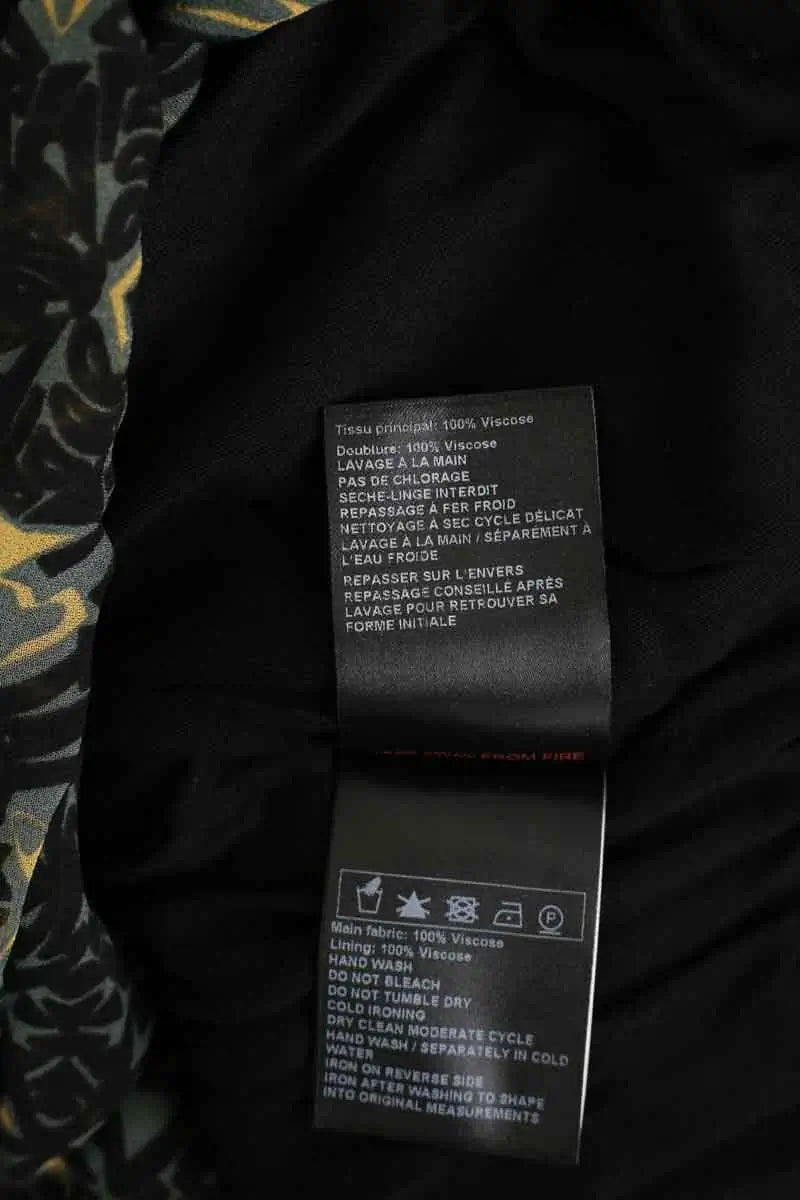 Tissu principal: 100% Viscose
Doublure: 100% Viscose
LAVAGE À LA MAIN
PAS DE CHLORAGE
SÈCHE-LINGE INTERDIT
REPASSAGE À FER FROID
NETTOYAGE À SEC CYCLE DÉLICAT
LAVAGE À LA MAIN / SÉPARÉMENT À
L'EAU FROIDE
REPASSER SUR L'ENVERS
REPASSAGE CONSEILLÉ APRÈS
LAVAGE POUR RETROUVER SA
FORME INITIALE
AWAY FROM FIRE
P
Main fabric: 100% Viscose
Lining: 100% Viscose
HAND WASH
DO NOT BLEACH
DO NOT TUMBLE DRY
COLD IRONING
DRY CLEAN MODERATE CYCLE
HAND WASH / SEPARATELY IN COLD
WATER
IRON ON REVERSE SIDE
IRON AFTER WASHING TO SHAPE
INTO ORIGINAL MEASUREMENTS